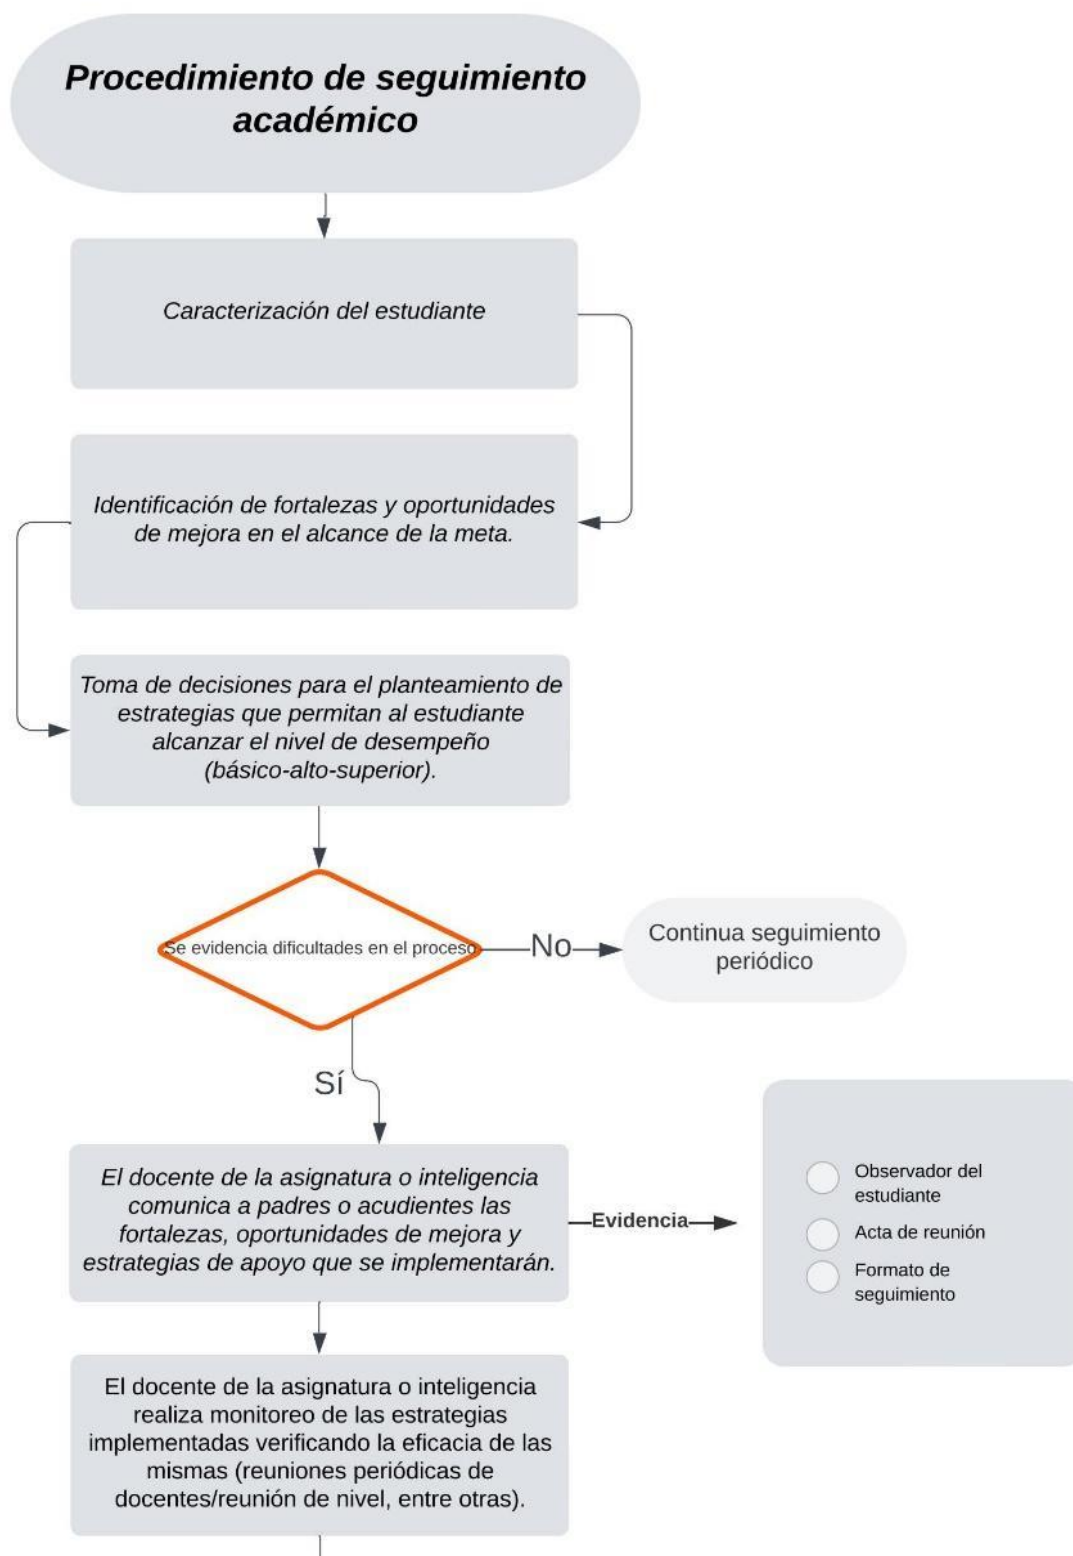 Procedimiento de seguimiento
académico
Caracterización del estudiante
Identificación de fortalezas y oportunidades
de mejora en el alcance de la meta.
Toma de decisiones para el planteamiento de
estrategias que permitan al estudiante
alcanzar el nivel de desempeño
(básico-alto-superior).
Se evidencia dificultades en el proceso
No
Continua seguimiento
periódico
Sí
El docente de la asignatura o inteligencia
comunica a padres o acudientes las
fortalezas, oportunidades de mejora y
estrategias de apoyo que se implementarán.
Evidencia
Observador del
estudiante
Acta de reunión
Formato de
seguimiento
El docente de la asignatura o inteligencia
realiza monitoreo de las estrategias
implementadas verificando la eficacia de las
mismas (reuniones periódicas de
docentes/reunión de nivel, entre otras).